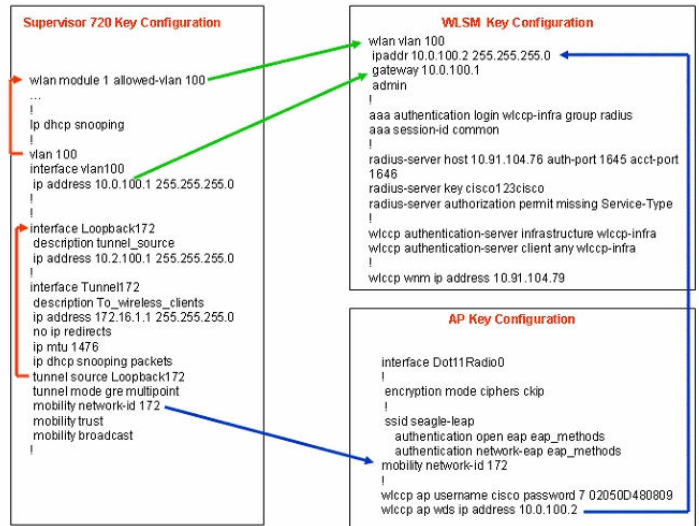 Supervisor 720 Key Configuration
wlan module 1 allowed-vlan 100
...
!
Ip dhcp snooping
!
vlan 100
interface vlan100
ip address 10.0.100.1 255.255.255.0
!
!
interface Loopback172
description tunnel_source
ip address 10.2.100.1 255.255.255.0
!
interface Tunnel172
description To_wireless_clients
ip address 172.16.1.1 255.255.255.0
no ip redirects
ip mtu 1476
ip dhcp snooping packets
tunnel source Loopback172
tunnel mode gre multipoint
mobility network-id 172
mobility trust
mobility broadcast
!
WLSM Key Configuration
wlan vlan 100
ipaddr 10.0.100.2 255.255.255.0
gateway 10.0.100.1
admin
!
aaa authentication login wlccp-infra group radius
aaa session-id common
!
radius-server host 10.91.104.76 auth-port 1645 acct-port
1646
radius-server key cisco123cisco
radius-server authorization permit missing Service-Type
!
wlccp authentication-server infrastructure wlccp-infra
wlccp authentication-server client any wlccp-infra
!
wlccp wnm ip address 10.91.104.79
AP Key Configuration
interface Dot11Radio0
!
encryption mode ciphers ckip
!
ssid seagle-leap
authentication open eap eap_methods
authentication network-eap eap_methods
mobility network-id 172
!
wlccp ap username cisco password 7 02050D480809
wlccp ap wds ip address 10.0.100.2